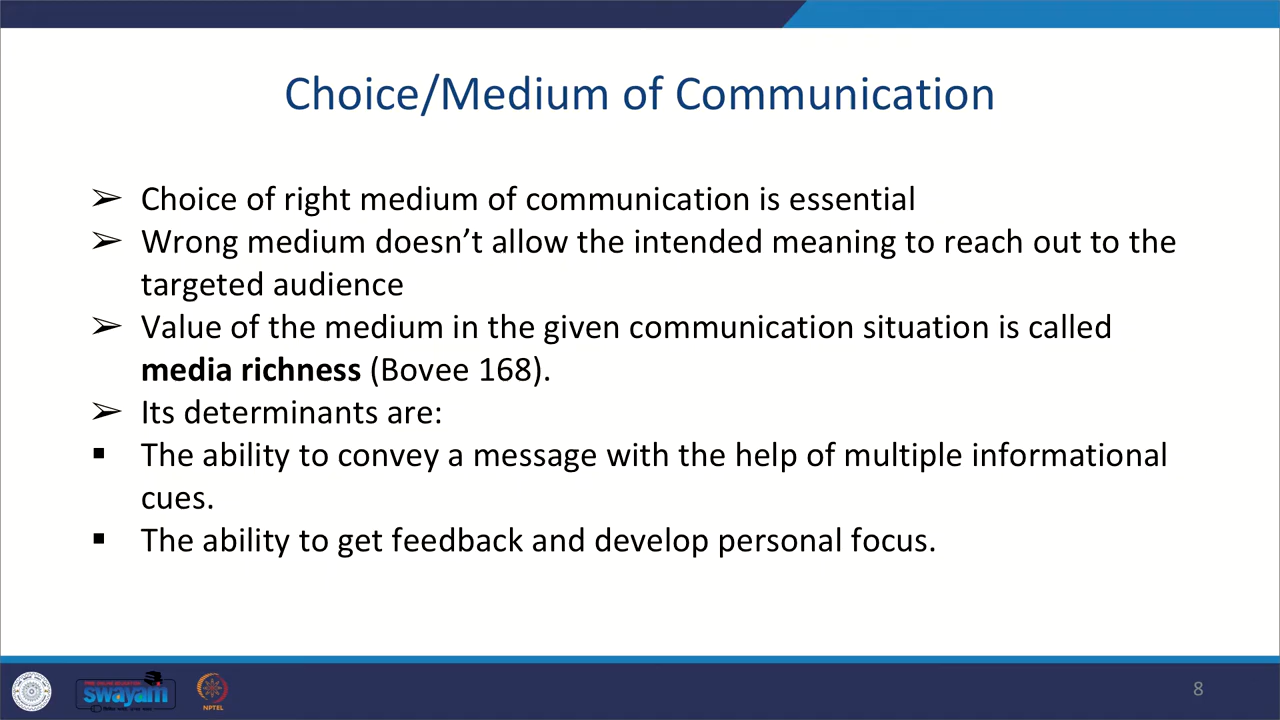 Choice/Medium of Communication
➢ Choice of right medium of communication is essential
➢ Wrong medium doesn’t allow the intended meaning to reach out to the
targeted audience
➢ Value of the medium in the given communication situation is called
media richness (Bovee 168).
➢ Its determinants are:
▪ The ability to convey a message with the help of multiple informational
cues.
▪ The ability to get feedback and develop personal focus.
swayam
NPTEL
8